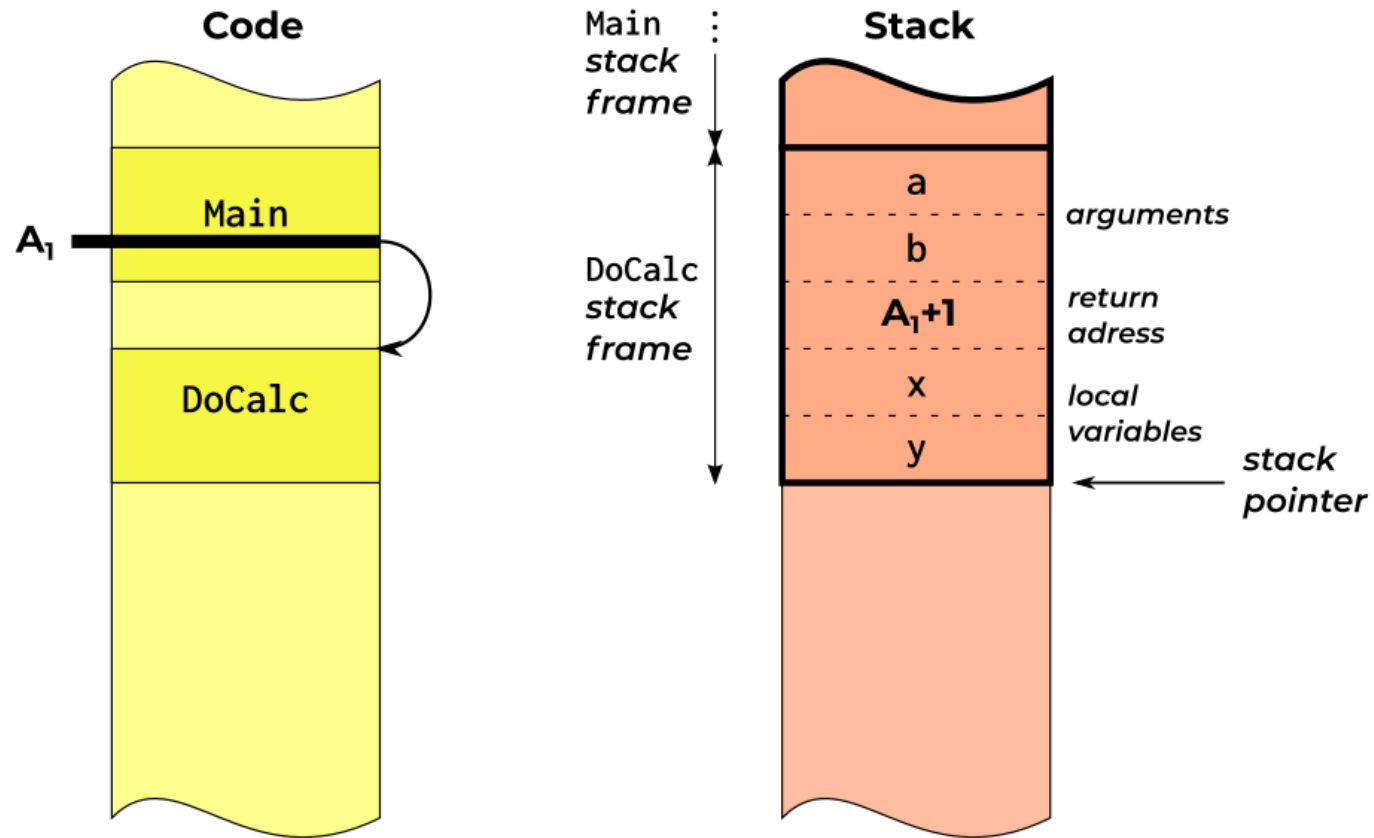 Code
Main
A₁
DoCalc
Main
stack
frame
DoCalc
stack
frame
Stack
a
b
A₁+1
x
y
arguments
return
adress
local
variables
stack
pointer